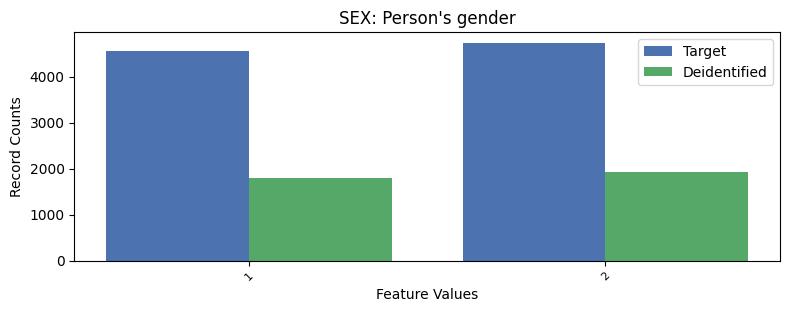 SEX: Person's gender
Target
Deidentified
Record Counts
4000
3000
2000
1000
0
1
2
Feature Values